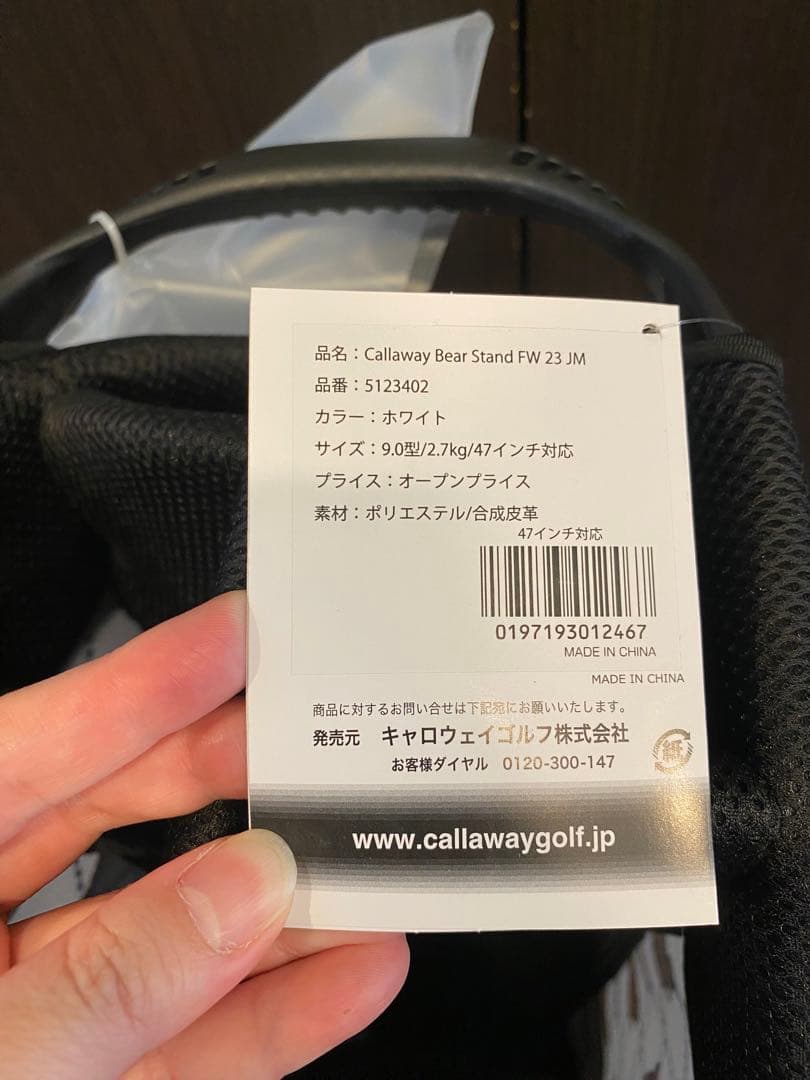 品名：Callaway Bear Stand FW 23 JM
品番：5123402
カラー：ホワイト
サイズ：9.0型/2.7kg/47インチ対応
プライス：オープンプライス
素材：ポリエステル/合成皮革
47インチ対応
0197193012467
MADE IN CHINA
MADE IN CHINA
商品に対するお問い合せは下記宛にお願いいたします。
発売元 キャロウェイゴルフ株式会社
お客様ダイヤル 0120-300-147
紙
www.callawaygolf.jp